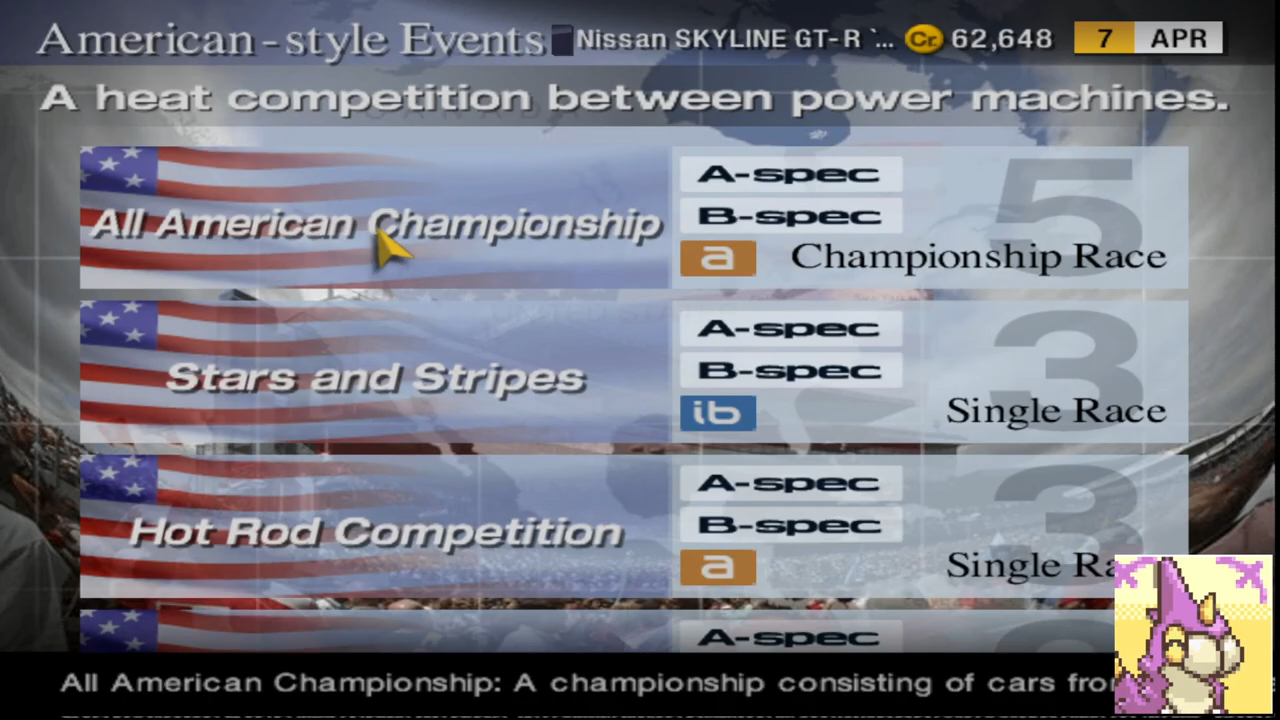 American-style Events Nissan SKYLINE GT-R `... Cr 62,648 7 APR
A heat competition between power machines.
All American Championship
A-spec
B-spec
a
5
Championship Race
Stars and Stripes
A-spec
B-spec
ib
3
Single Race
Hot Rod Competition
A-spec
B-spec
a
3
Single
A-spec
All American Championship: A championship consisting of cars